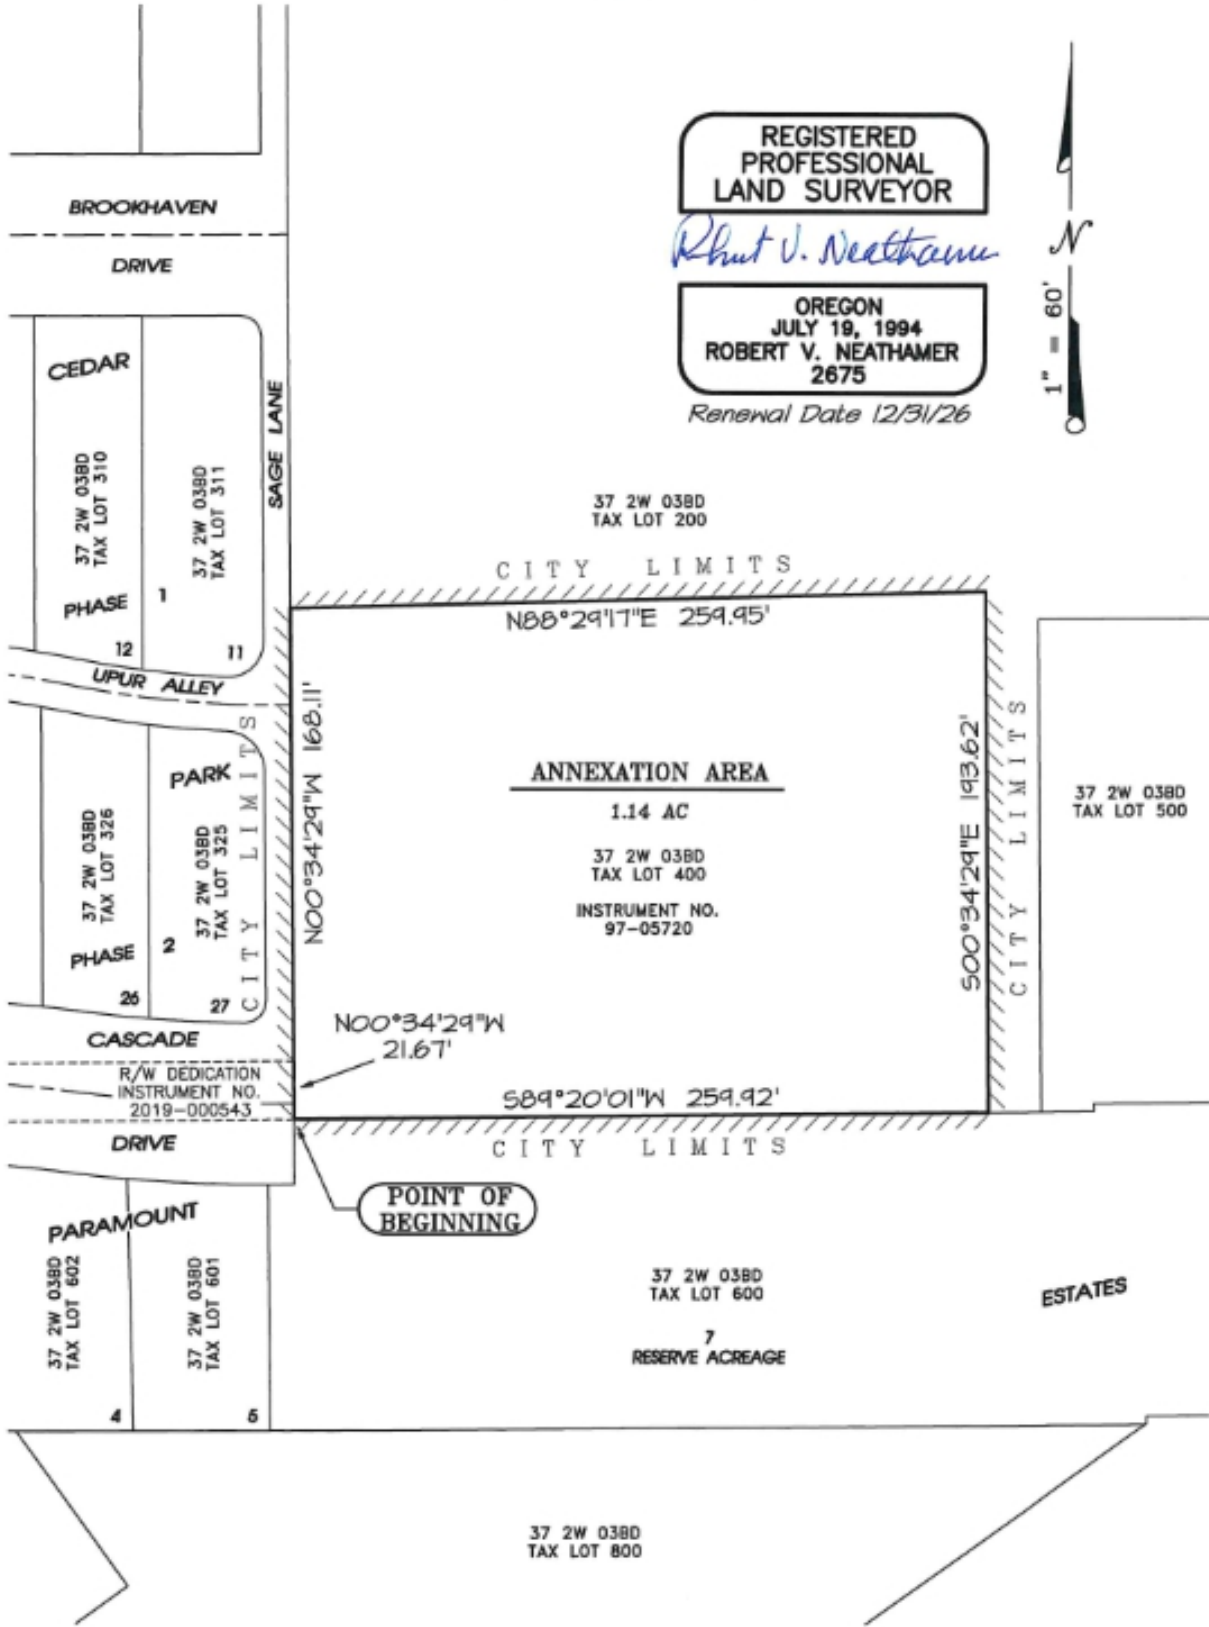 REGISTERED
PROFESSIONAL
LAND SURVEYOR
Robert V. Neathamer
OREGON
JULY 19, 1994
ROBERT V. NEATHAMER
2675
Renewal Date 12/31/26
N
1" = 60'
BROOKHAVEN
DRIVE
CEDAR
SAGE LANE
37 2W 03BD
TAX LOT 310
37 2W 03BD
TAX LOT 311
PHASE 1
12
11
UPUR ALLEY
37 2W 03BD
TAX LOT 200
CITY LIMITS
N88°29'17"E 259.95'
N00°34'29"W 168.11'
CITY LIMITS
PARK
37 2W 03BD
TAX LOT 326
37 2W 03BD
TAX LOT 325
PHASE 2
26
27
ANNEXATION AREA
1.14 AC
37 2W 03BD
TAX LOT 400
INSTRUMENT NO.
97-05720
S00°34'29"E 193.62'
CITY LIMITS
37 2W 03BD
TAX LOT 500
N00°34'29"W
21.67'
CASCADE
R/W DEDICATION
INSTRUMENT NO.
2019-000543
DRIVE
S89°20'01"W 259.92'
CITY LIMITS
POINT OF
BEGINNING
PARAMOUNT
37 2W 03BD
TAX LOT 602
37 2W 03BD
TAX LOT 601
4
5
37 2W 03BD
TAX LOT 600
7
RESERVE ACREAGE
ESTATES
37 2W 03BD
TAX LOT 800